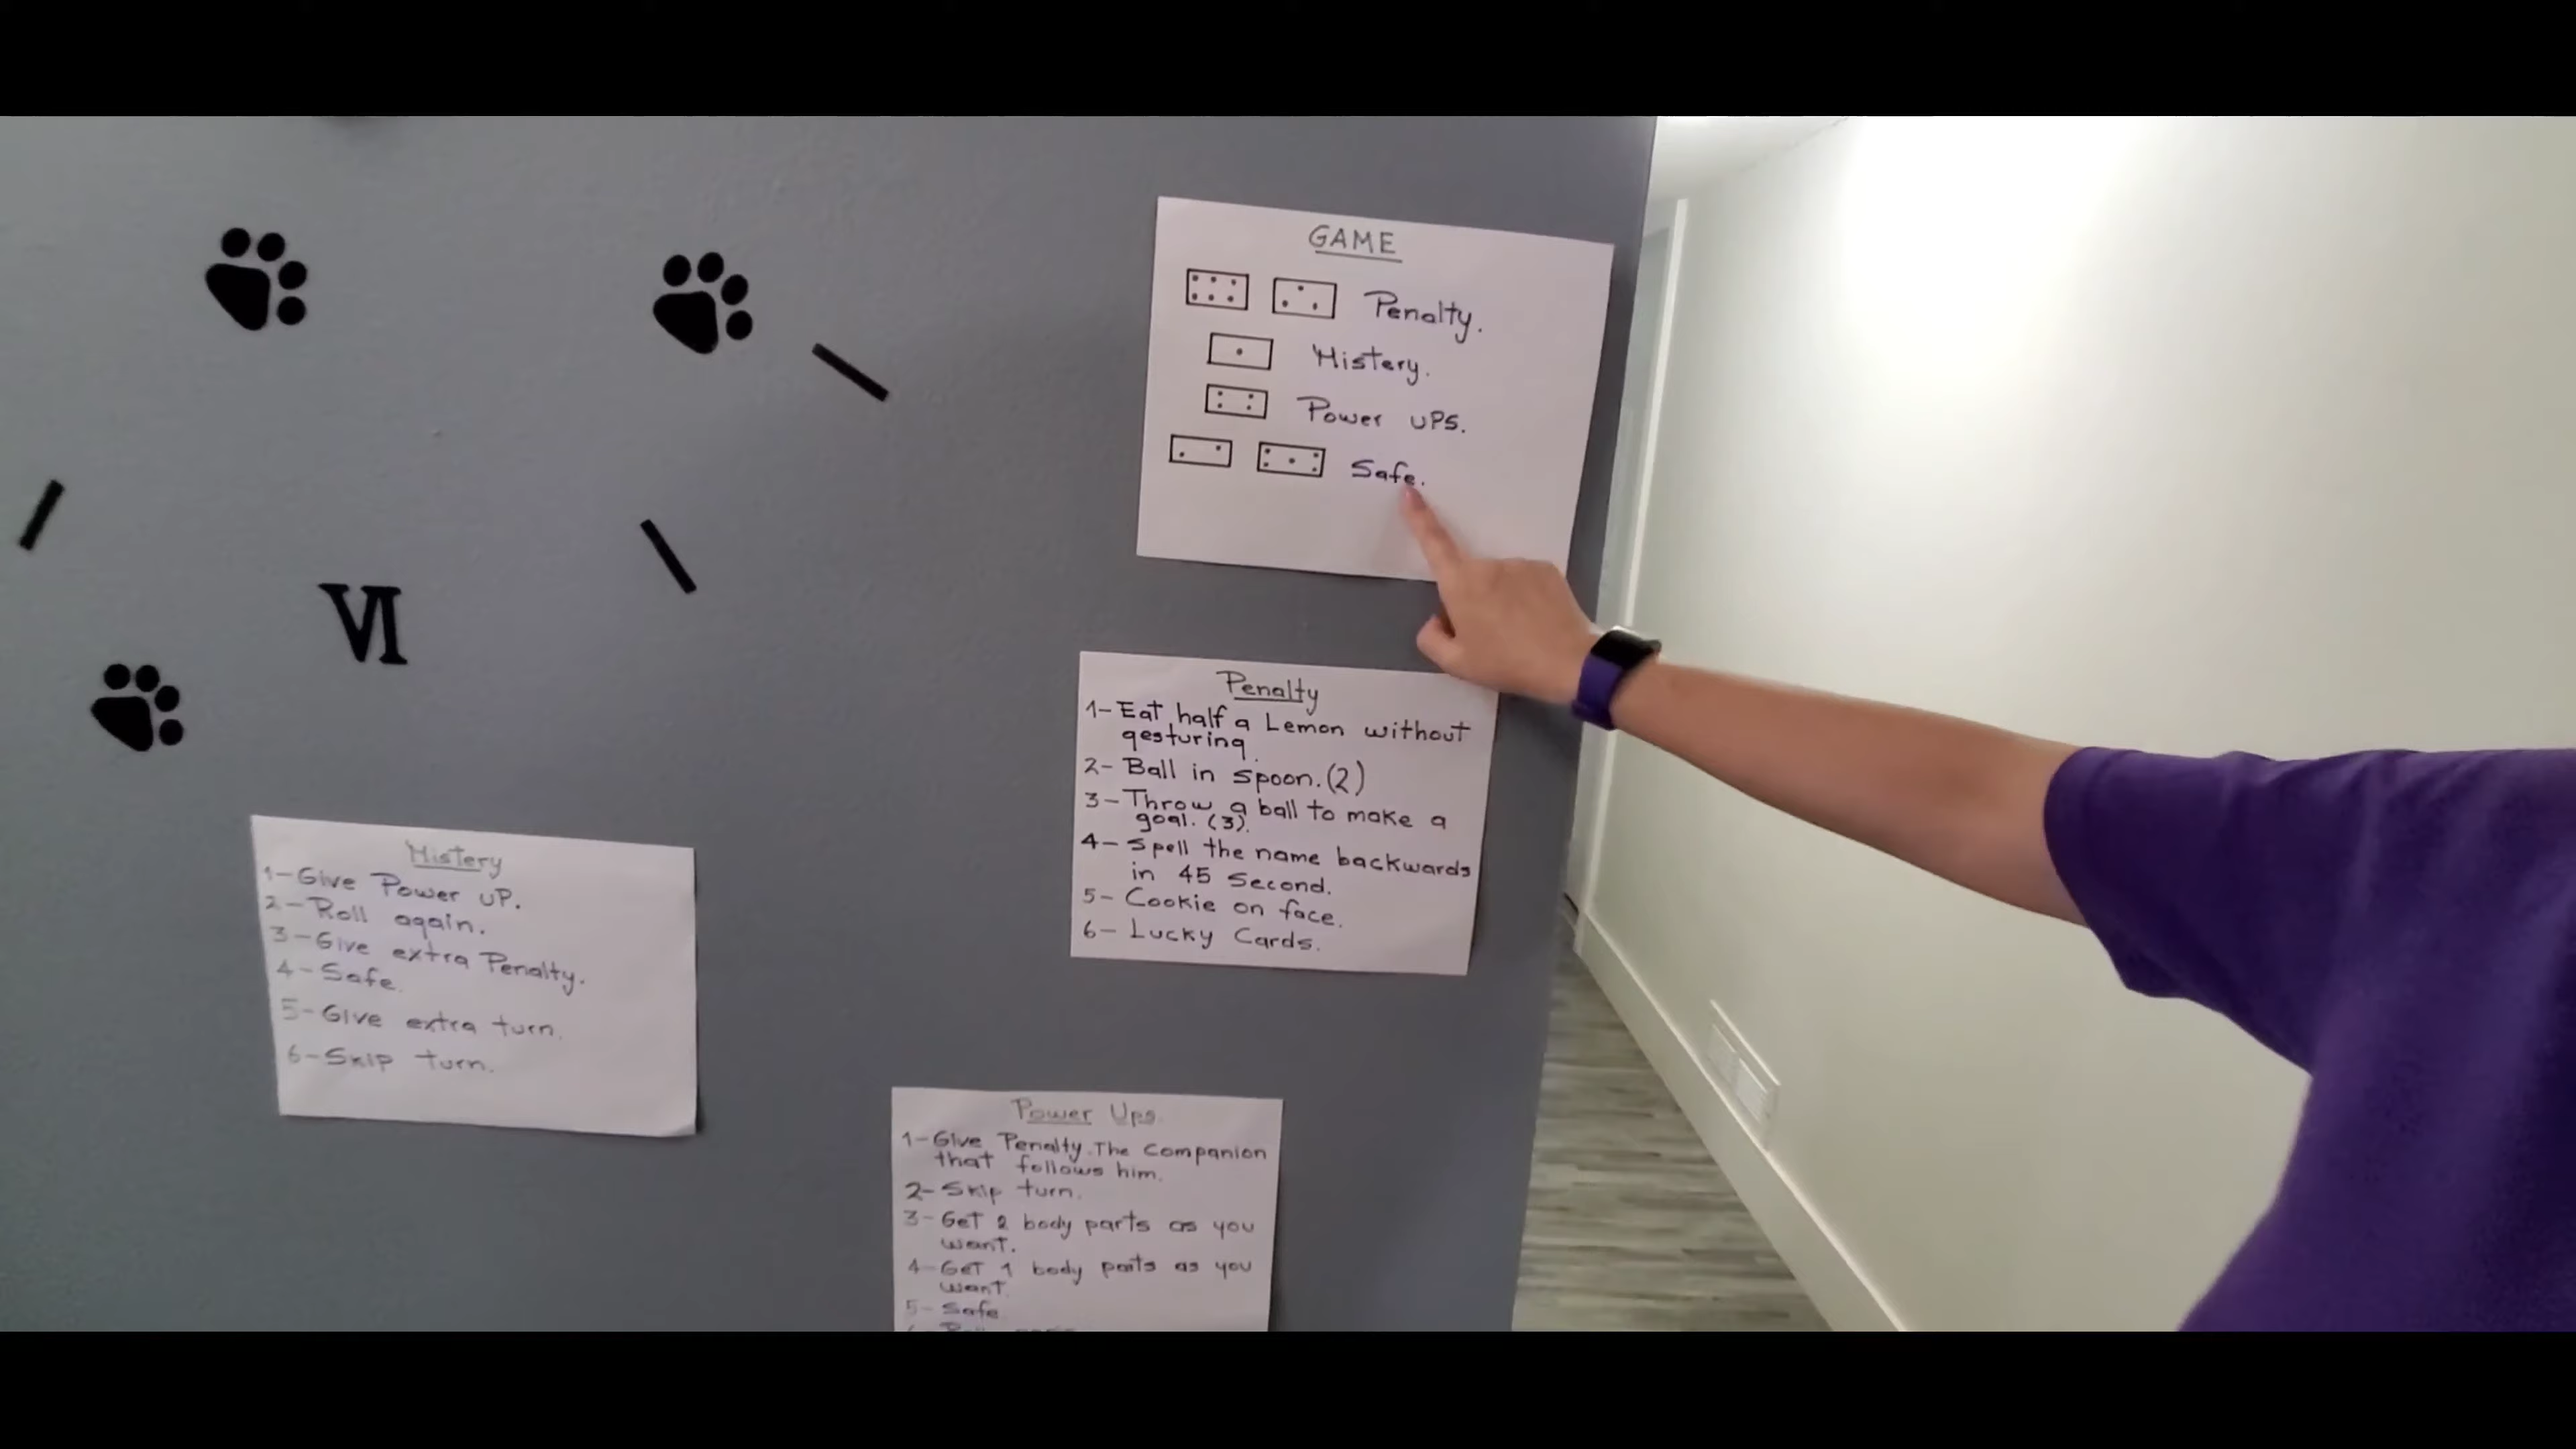 GAME
Penalty.
Mistery.
Power UPS.
Safe.
Penalty
1- Eat half a Lemon without
gesturing.
2- Ball in spoon. (2)
3- Throw a ball to make a
goal. (3).
4- Spell the name backwards
in 45 Second.
5- Cookie on face.
6- Lucky Cards.
VI
Mistery
1- Give Power UP.
2- Roll again.
3- Give extra Penalty.
4- Safe.
5- Give extra turn.
6- Skip turn.
Power Ups.
1- Give Penalty. The Companion
that follows him.
2- Skip turn.
3- Get 2 body parts as you
want.
4- Get 1 body parts as you
want.
5- Safe